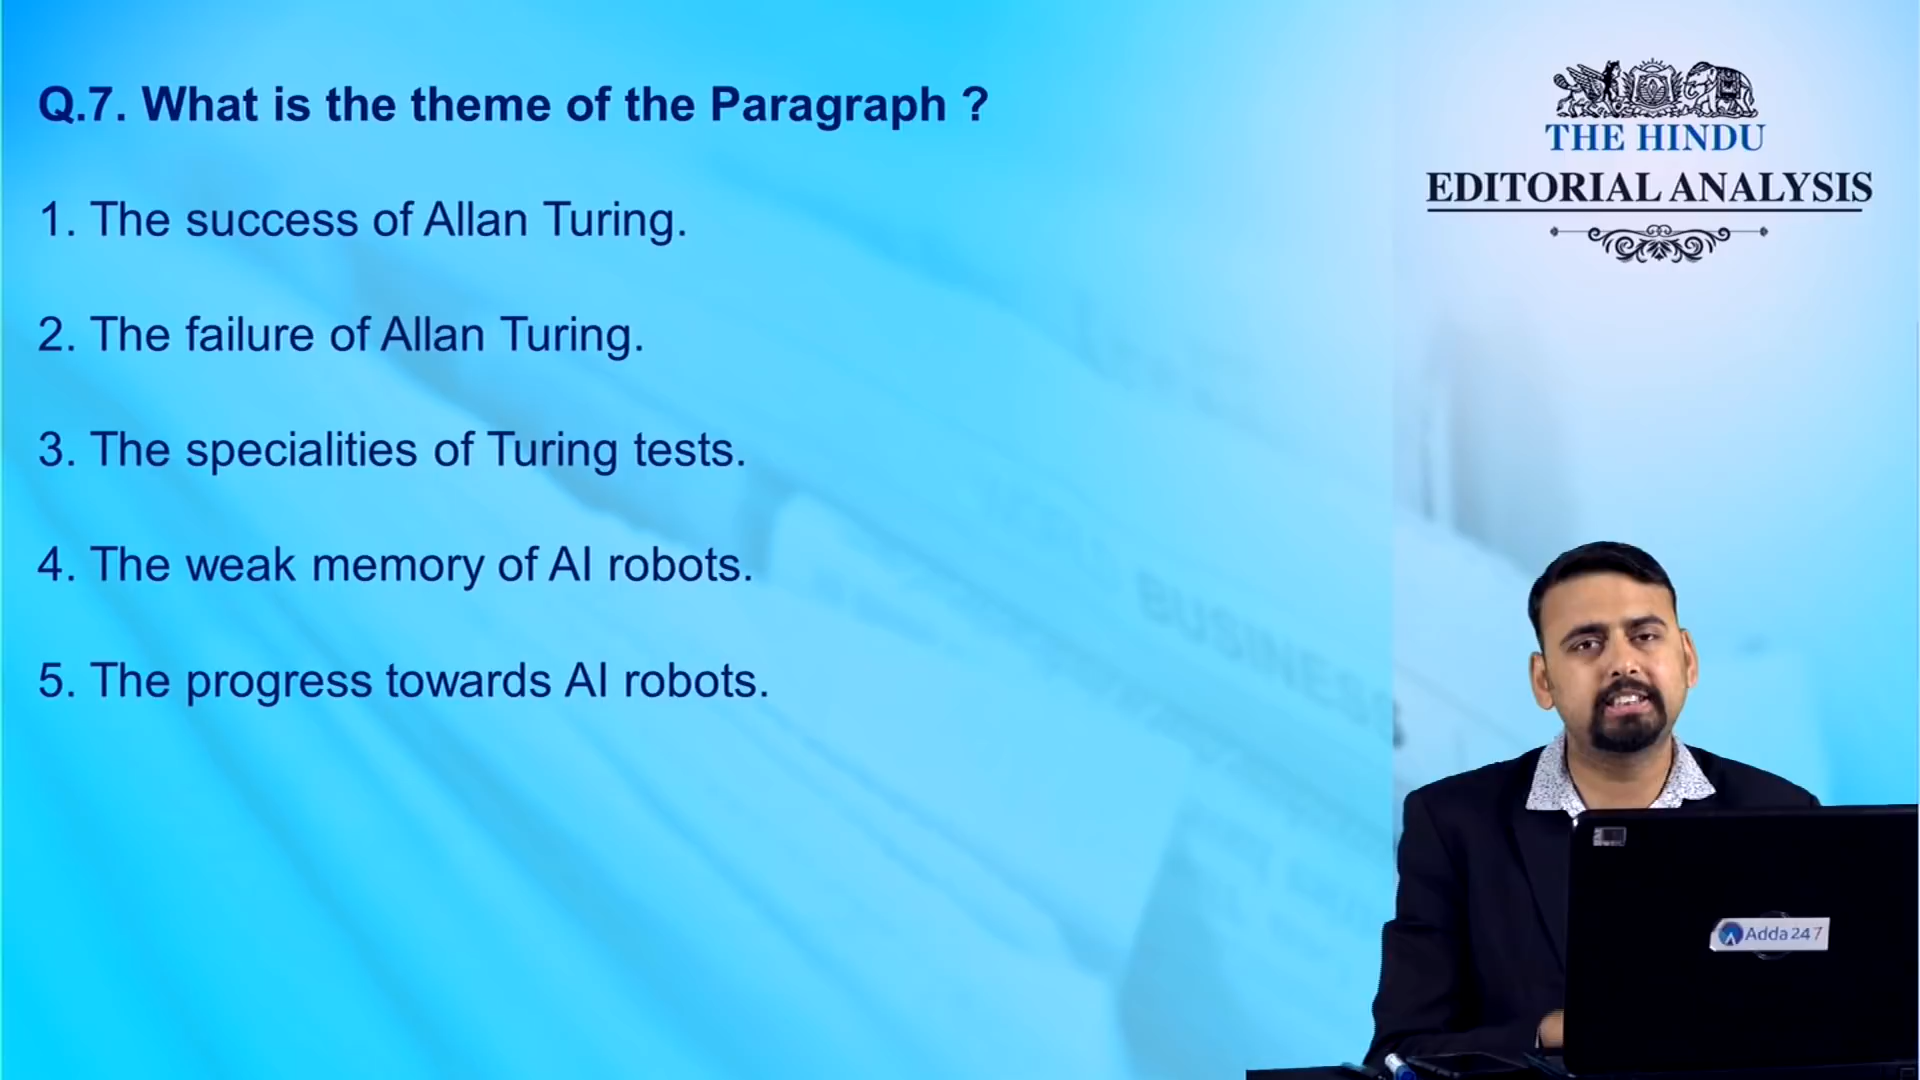 Q.7. What is the theme of the Paragraph ?
1. The success of Allan Turing.
2. The failure of Allan Turing.
3. The specialities of Turing tests.
4. The weak memory of AI robots.
5. The progress towards AI robots.
THE HINDU
EDITORIAL ANALYSIS
BUSINESS
Adda247